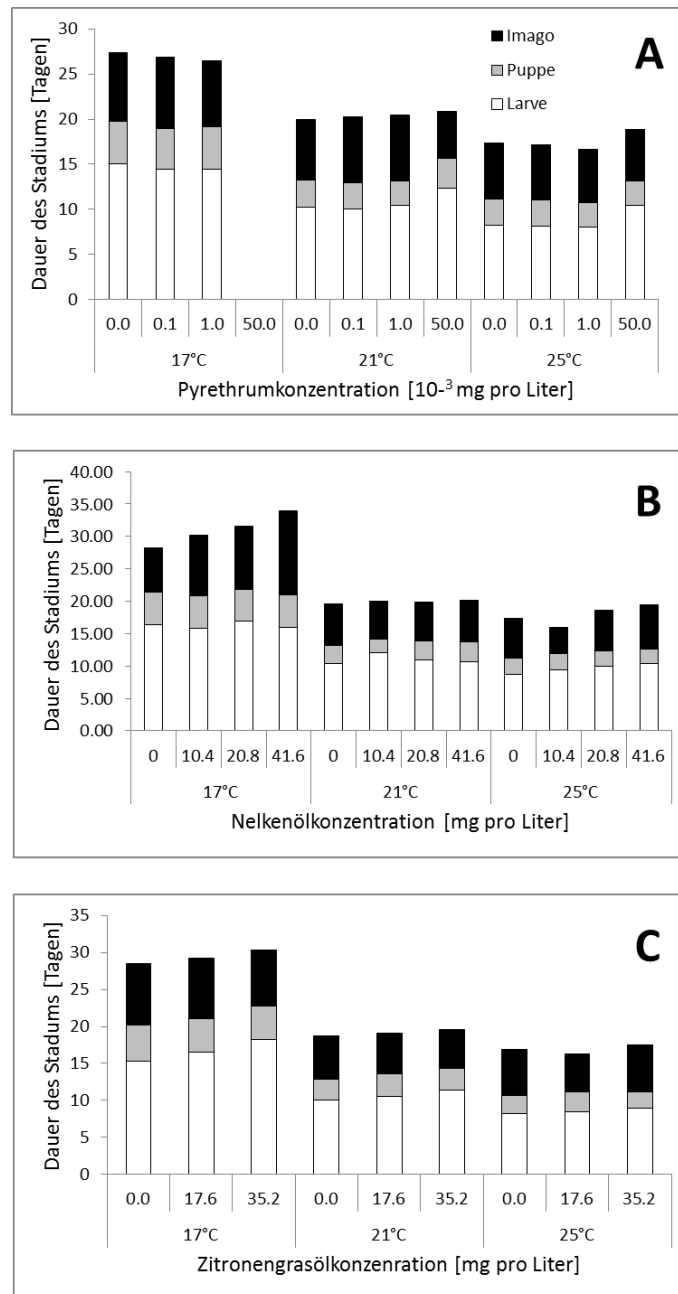 A
Imago
Puppe
Larve
Dauer des Stadiums [Tagen]
30
25
20
15
10
5
0
0.0 0.1 1.0 50.0 0.0 0.1 1.0 50.0 0.0 0.1 1.0 50.0
17°C 21°C 25°C
Pyrethrumkonzentration [10-³ mg pro Liter]
B
Dauer des Stadiums [Tagen]
40.00
35.00
30.00
25.00
20.00
15.00
10.00
5.00
0.00
0 10.4 20.8 41.6 0 10.4 20.8 41.6 0 10.4 20.8 41.6
17°C 21°C 25°C
Nelkenölkonzentration [mg pro Liter]
C
Dauer des Stadums [Tagen]
35
30
25
20
15
10
5
0
0.0 17.6 35.2 0.0 17.6 35.2 0.0 17.6 35.2
17°C 21°C 25°C
Zitronengrasölkonzenration [mg pro Liter]